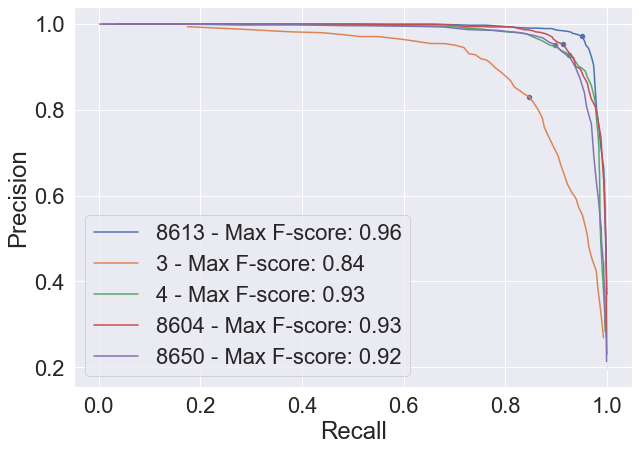 1.0
0.8
0.6
0.4
0.2
Precision
8613 - Max F-score: 0.96
3 - Max F-score: 0.84
4 - Max F-score: 0.93
8604 - Max F-score: 0.93
8650 - Max F-score: 0.92
0.0 0.2 0.4 0.6 0.8 1.0
Recall